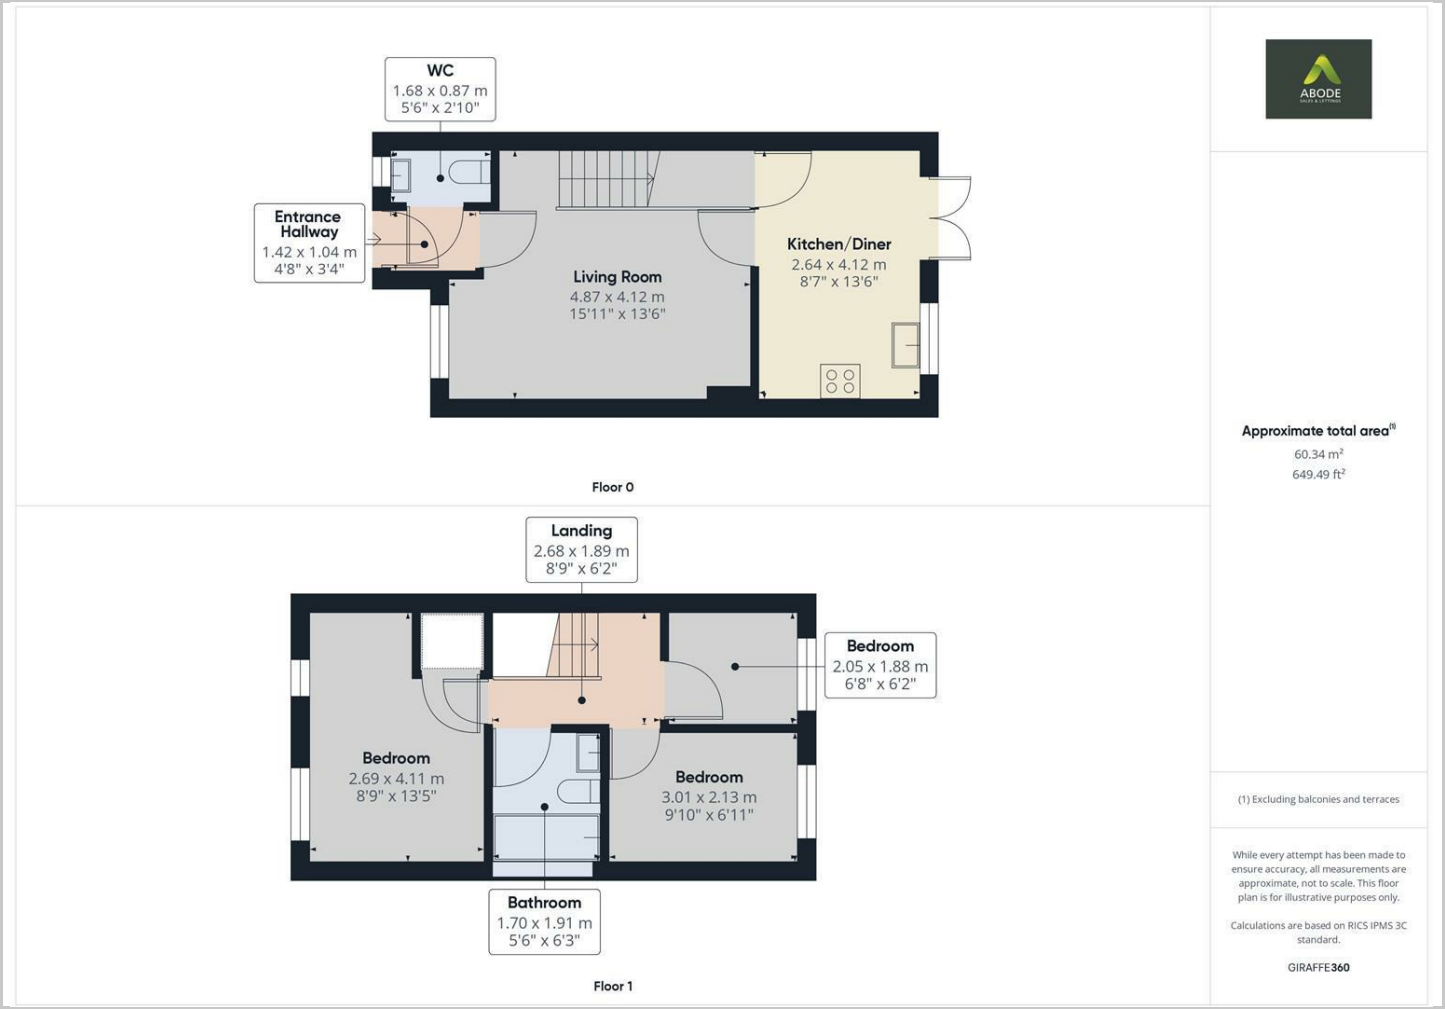 WC
1.68 x 0.87 m
5'6" x 2'10"
Entrance
Hallway
1.42 x 1.04 m
4'8" x 3'4"
Living Room
4.87 x 4.12 m
15'11" x 13'6"
Kitchen/Diner
2.64 x 4.12 m
8'7" x 13'6"
Floor 0
Landing
2.68 x 1.89 m
8'9" x 6'2"
Bedroom
2.05 x 1.88 m
6'8" x 6'2"
Bedroom
2.69 x 4.11 m
8'9" x 13'5"
Bedroom
3.01 x 2.13 m
9'10" x 6'11"
Bathroom
1.70 x 1.91 m
5'6" x 6'3"
Floor 1
ABODE
SALES & LETTINGS
Approximate total area(1)
60.34 m²
649.49 ft²
(1) Excluding balconies and terraces
While every attempt has been made to
ensure accuracy, all measurements are
approximate, not to scale. This floor
plan is for illustrative purposes only.
Calculations are based on RICS IPMS 3C
standard.
GIRAFFE360